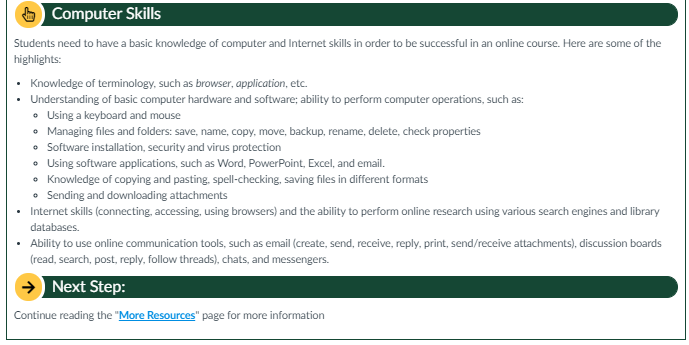 Computer Skills
Students need to have a basic knowledge of computer and Internet skills in order to be successful in an online course. Here are some of the
highlights:
• Knowledge of terminology, such as browser, application, etc.
• Understanding of basic computer hardware and software; ability to perform computer operations, such as:
◦ Using a keyboard and mouse
◦ Managing files and folders: save, name, copy, move, backup, rename, delete, check properties
◦ Software installation, security and virus protection
◦ Using software applications, such as Word, PowerPoint, Excel, and email.
◦ Knowledge of copying and pasting, spell-checking, saving files in different formats
◦ Sending and downloading attachments
• Internet skills (connecting, accessing, using browsers) and the ability to perform online research using various search engines and library
databases.
• Ability to use online communication tools, such as email (create, send, receive, reply, print, send/receive attachments), discussion boards
(read, search, post, reply, follow threads), chats, and messengers.
Next Step:
Continue reading the "More Resources" page for more information